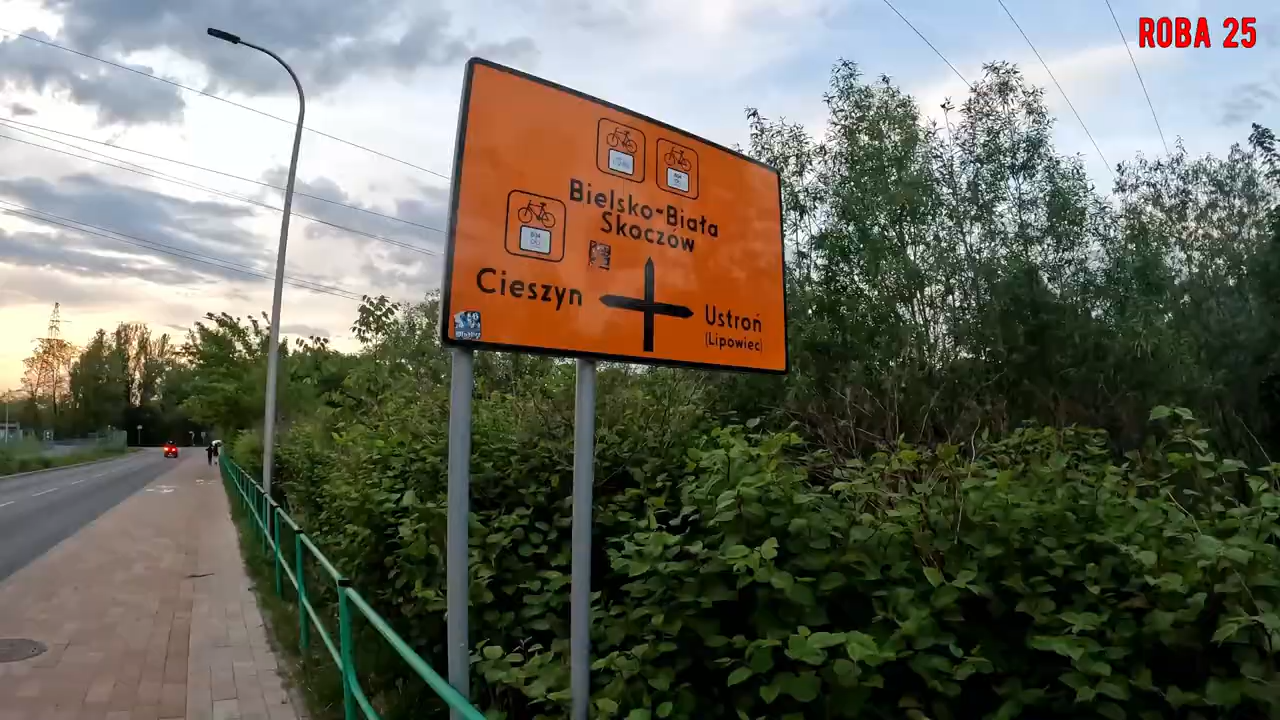 ROBA 25
Bielsko-Biała
Skoczów
Cieszyn
Ustroń
(Lipowiec)